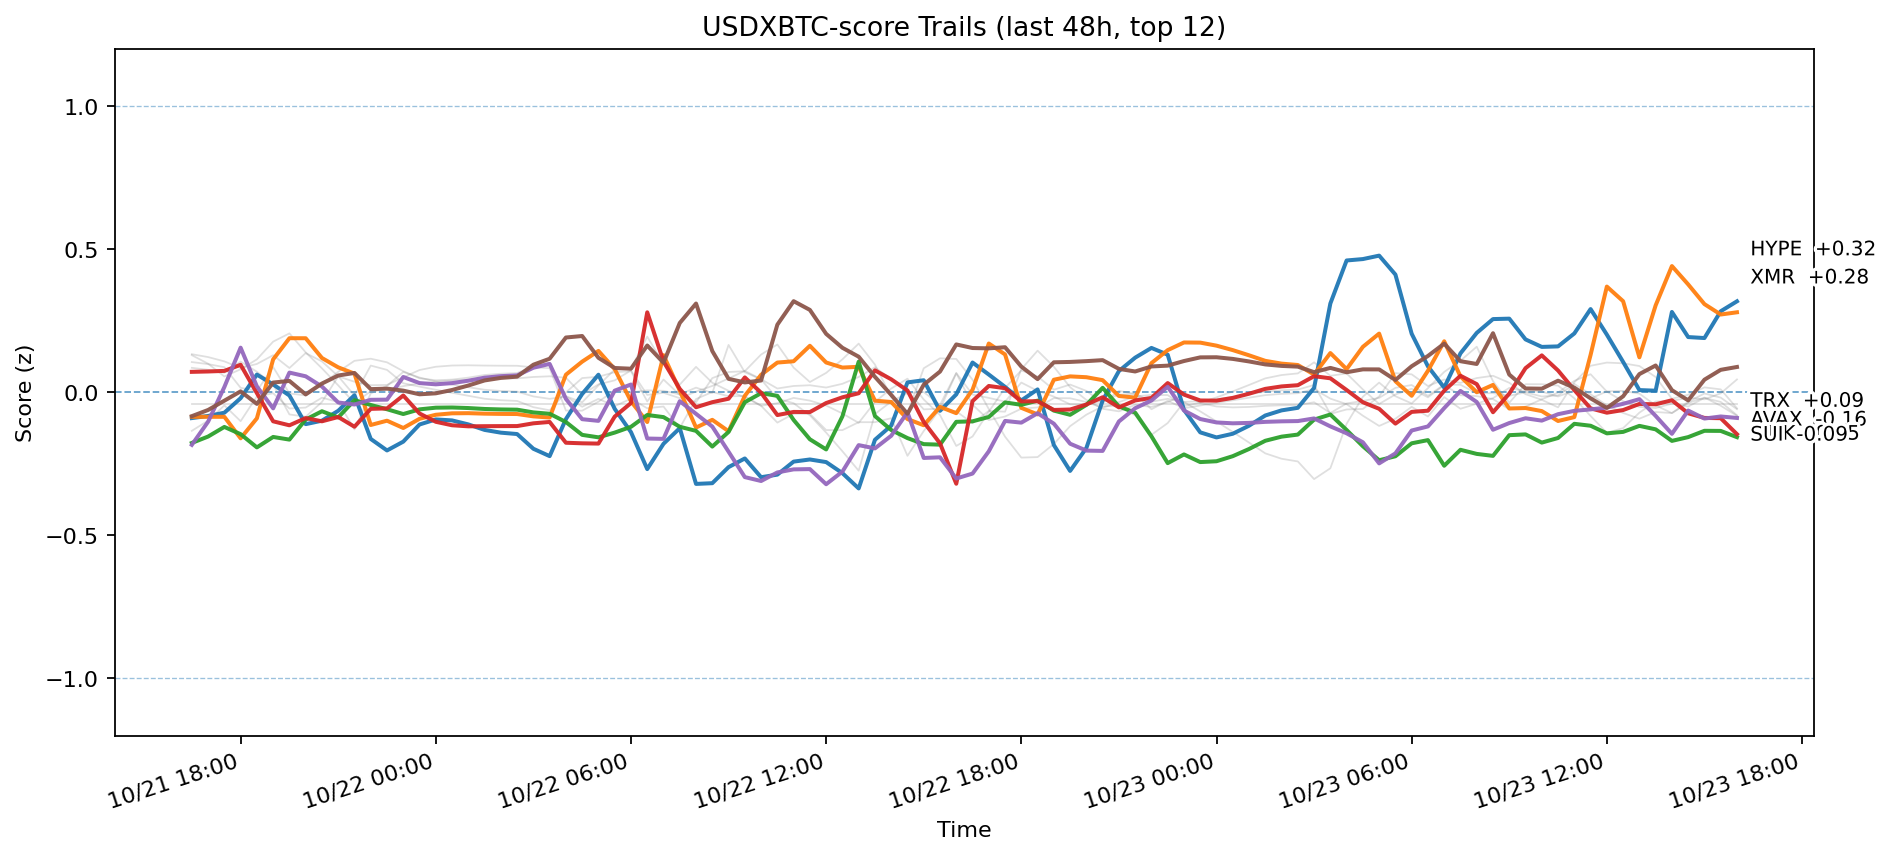 USDXBTC-score Trails (last 48h, top 12)
Score (z)
1.0
0.5
0.0
−0.5
−1.0
HYPE +0.32
XMR +0.28
TRX +0.09
AVAX -0.16
10/21 18:00
10/22 00:00
10/22 06:00
10/22 12:00
10/22 18:00
10/23 00:00
10/23 06:00
10/23 12:00
10/23 18:00
Time